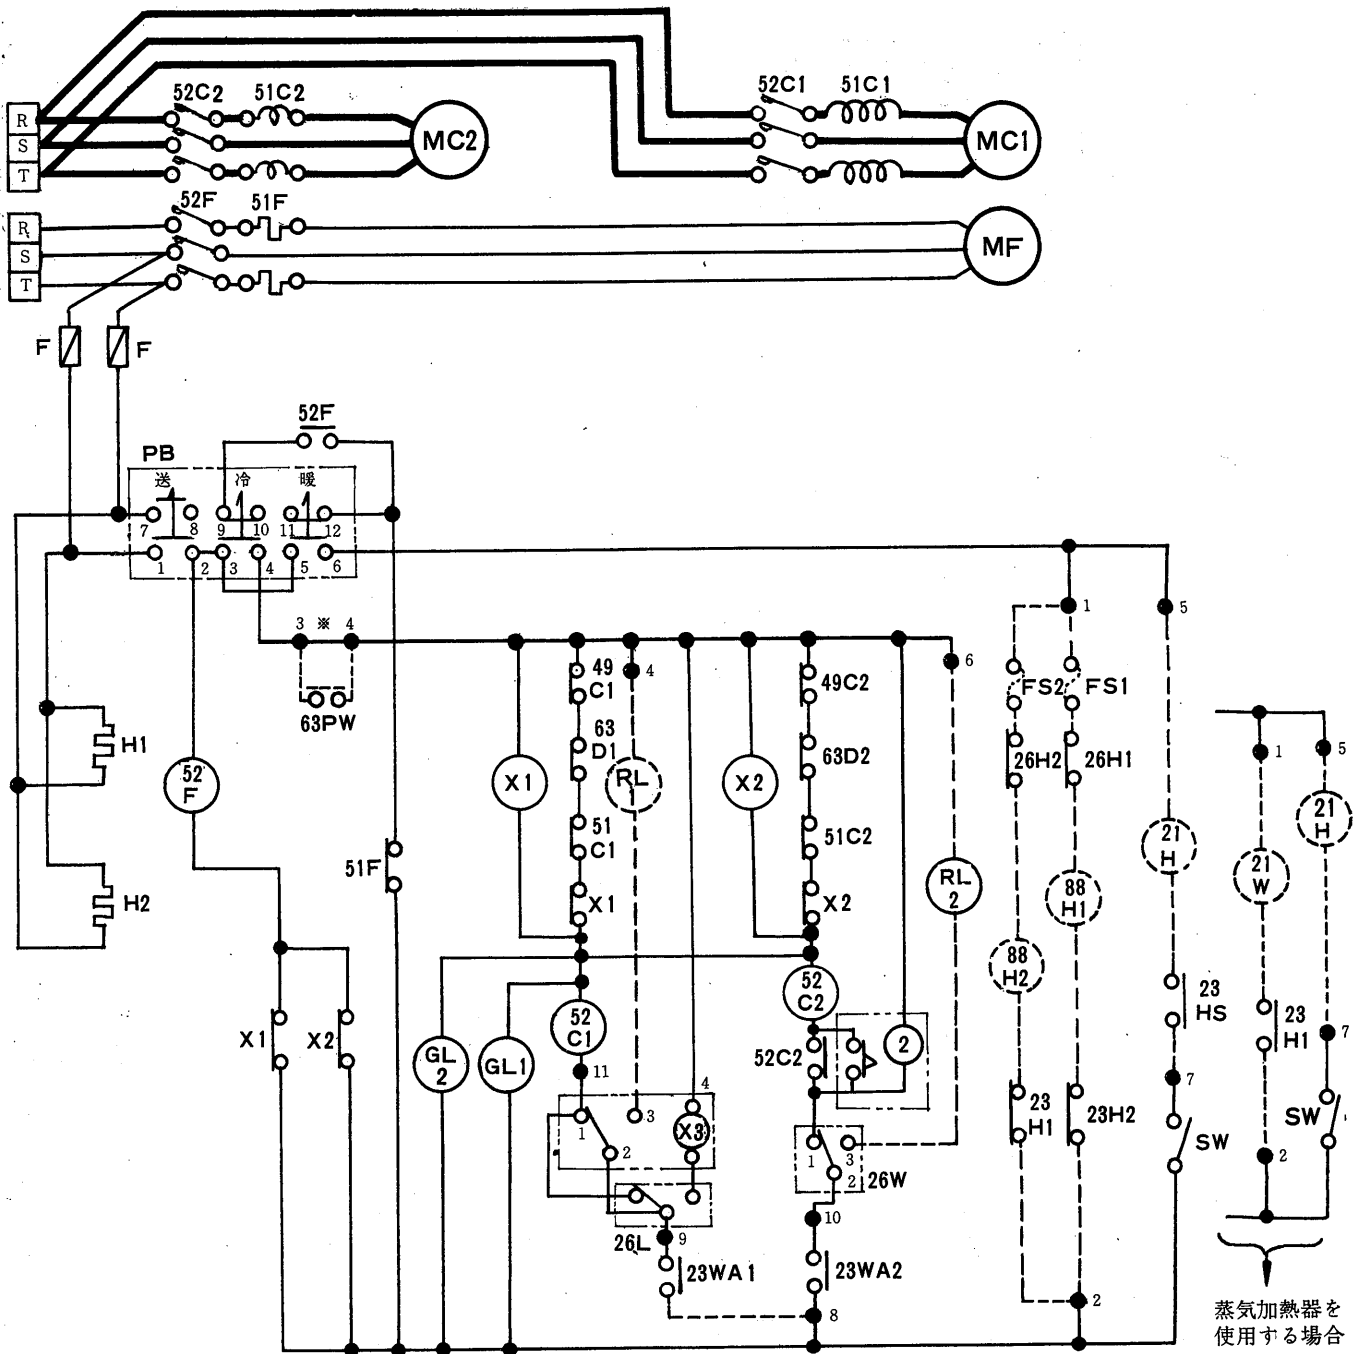 52C2 51C2
52C1 51C1
R
S
T
MC2
MC1
52F 51F
R
S
T
MF
F
F
52F
PB
送 冷 暖
7 8 9 10 11 12
1 2 3 4 5 6
3 ※ 4
63PW
1
5
6
4
49
C1
49C2
FS2
FS1
63
D1
63D2
26H2
26H1
H1
52
F
X1
RL
X2
51
C1
51C2
51F
X1
X2
RL
2
21
H
88
H1
88
H2
H2
1
5
21
H
21
W
23
HS
23
H1
7
7
52
C1
52
C2
52C2
2
X1
X2
GL
2
GL1
11
4
1
3
X3
2
1
3
2
26W
23
H1
23H2
SW
SW
2
26L
9
10
23WA1
23WA2
8
2
蒸気加熱器を
使用する場合